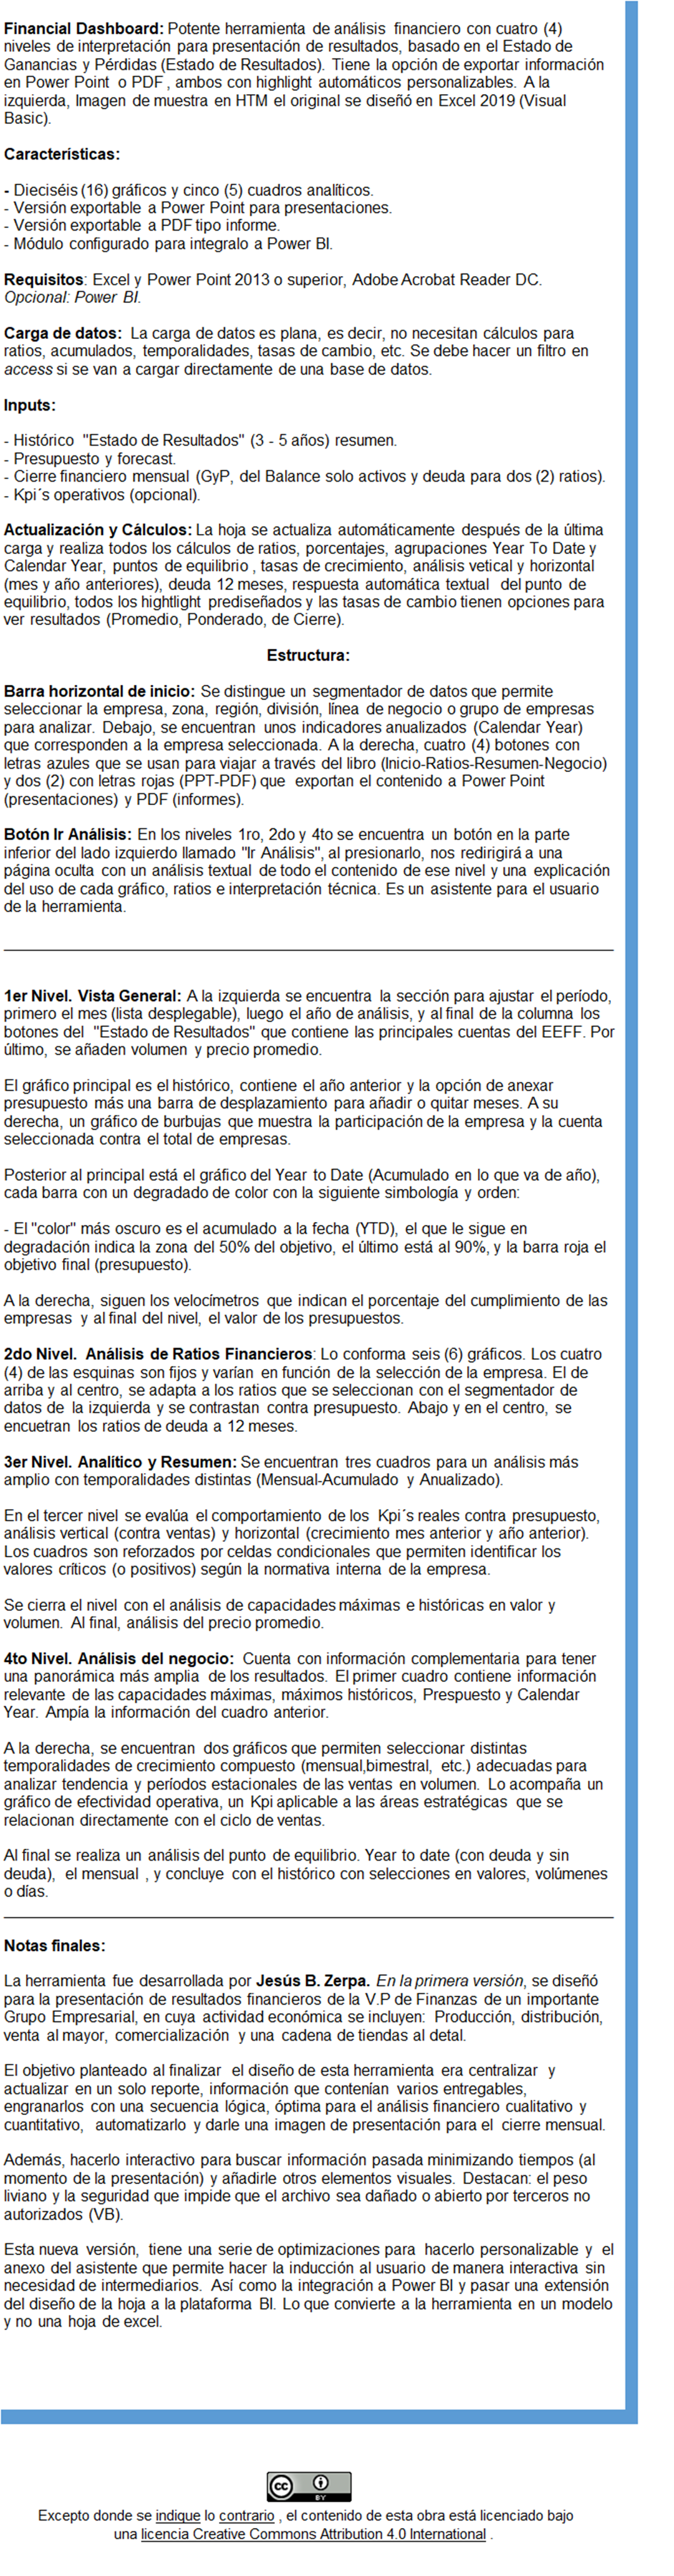 Financial Dashboard: Potente herramienta de análisis financiero con cuatro (4)
niveles de interpretación para presentación de resultados, basado en el Estado de
Ganancias y Pérdidas (Estado de Resultados). Tiene la opción de exportar información
en Power Point o PDF , ambos con highlight automáticos personalizables. A la
izquierda, Imagen de muestra en HTM el original se diseñó en Excel 2019 (Visual
Basic).
Características:
- Dieciséis (16) gráficos y cinco (5) cuadros analíticos.
- Versión exportable a Power Point para presentaciones.
- Versión exportable a PDF tipo informe.
- Módulo configurado para integralo a Power BI.
Requisitos: Excel y Power Point 2013 o superior, Adobe Acrobat Reader DC.
Opcional: Power BI.
Carga de datos: La carga de datos es plana, es decir, no necesitan cálculos para
ratios, acumulados, temporalidades, tasas de cambio, etc. Se debe hacer un filtro en
access si se van a cargar directamente de una base de datos.
Inputs:
- Histórico "Estado de Resultados" (3 - 5 años) resumen.
- Presupuesto y forecast.
- Cierre financiero mensual (GyP, del Balance solo activos y deuda para dos (2) ratios).
- Kpi´s operativos (opcional).
Actualización y Cálculos: La hoja se actualiza automáticamente después de la última
carga y realiza todos los cálculos de ratios, porcentajes, agrupaciones Year To Date y
Calendar Year, puntos de equilibrio , tasas de crecimiento, análisis vetical y horizontal
(mes y año anteriores), deuda 12 meses, respuesta automática textual del punto de
equilibrio, todos los hightlight prediseñados y las tasas de cambio tienen opciones para
ver resultados (Promedio, Ponderado, de Cierre).
Estructura:
Barra horizontal de inicio: Se distingue un segmentador de datos que permite
seleccionar la empresa, zona, región, división, línea de negocio o grupo de empresas
para analizar. Debajo, se encuentran unos indicadores anualizados (Calendar Year)
que corresponden a la empresa seleccionada. A la derecha, cuatro (4) botones con
letras azules que se usan para viajar a través del libro (Inicio-Ratios-Resumen-Negocio)
y dos (2) con letras rojas (PPT-PDF) que exportan el contenido a Power Point
(presentaciones) y PDF (informes).
Botón Ir Análisis: En los niveles 1ro, 2do y 4to se encuentra un botón en la parte
inferior del lado izquierdo llamado "Ir Análisis", al presionarlo, nos redirigirá a una
página oculta con un análisis textual de todo el contenido de ese nivel y una explicación
del uso de cada gráfico, ratios e interpretación técnica. Es un asistente para el usuario
de la herramienta.
1er Nivel. Vista General: A la izquierda se encuentra la sección para ajustar el período,
primero el mes (lista desplegable), luego el año de análisis, y al final de la columna los
botones del "Estado de Resultados" que contiene las principales cuentas del EEFF. Por
último, se añaden volumen y precio promedio.
El gráfico principal es el histórico, contiene el año anterior y la opción de anexar
presupuesto más una barra de desplazamiento para añadir o quitar meses. A su
derecha, un gráfico de burbujas que muestra la participación de la empresa y la cuenta
seleccionada contra el total de empresas.
Posterior al principal está el gráfico del Year to Date (Acumulado en lo que va de año),
cada barra con un degradado de color con la siguiente simbología y orden:
- El "color" más oscuro es el acumulado a la fecha (YTD), el que le sigue en
degradación indica la zona del 50% del objetivo, el último está al 90%, y la barra roja el
objetivo final (presupuesto).
A la derecha, siguen los velocímetros que indican el porcentaje del cumplimiento de las
empresas y al final del nivel, el valor de los presupuestos.
2do Nivel. Análisis de Ratios Financieros: Lo conforma seis (6) gráficos. Los cuatro
(4) de las esquinas son fijos y varían en función de la selección de la empresa. El de
arriba y al centro, se adapta a los ratios que se seleccionan con el segmentador de
datos de la izquierda y se contrastan contra presupuesto. Abajo y en el centro, se
encuetran los ratios de deuda a 12 meses.
3er Nivel. Analítico y Resumen: Se encuentran tres cuadros para un análisis más
amplio con temporalidades distintas (Mensual-Acumulado y Anualizado).
En el tercer nivel se evalúa el comportamiento de los Kpi´s reales contra presupuesto,
análisis vertical (contra ventas) y horizontal (crecimiento mes anterior y año anterior).
Los cuadros son reforzados por celdas condicionales que permiten identificar los
valores críticos (o positivos) según la normativa interna de la empresa.
Se cierra el nivel con el análisis de capacidades máximas e históricas en valor y
volumen. Al final, análisis del precio promedio.
4to Nivel. Análisis del negocio: Cuenta con información complementaria para tener
una panorámica más amplia de los resultados. El primer cuadro contiene información
relevante de las capacidades máximas, máximos históricos, Prespuesto y Calendar
Year. Ampía la información del cuadro anterior.
A la derecha, se encuentran dos gráficos que permiten seleccionar distintas
temporalidades de crecimiento compuesto (mensual,bimestral, etc.) adecuadas para
analizar tendencia y períodos estacionales de las ventas en volumen. Lo acompaña un
gráfico de efectividad operativa, un Kpi aplicable a las áreas estratégicas que se
relacionan directamente con el ciclo de ventas.
Al final se realiza un análisis del punto de equilibrio. Year to date (con deuda y sin
deuda), el mensual , y concluye con el histórico con selecciones en valores, volúmenes
o días.
Notas finales:
La herramienta fue desarrollada por Jesús B. Zerpa. En la primera versión, se diseñó
para la presentación de resultados financieros de la V.P de Finanzas de un importante
Grupo Empresarial, en cuya actividad económica se incluyen: Producción, distribución,
venta al mayor, comercialización y una cadena de tiendas al detal.
El objetivo planteado al finalizar el diseño de esta herramienta era centralizar y
actualizar en un solo reporte, información que contenían varios entregables,
engranarlos con una secuencia lógica, óptima para el análisis financiero cualitativo y
cuantitativo, automatizarlo y darle una imagen de presentación para el cierre mensual.
Además, hacerlo interactivo para buscar información pasada minimizando tiempos (al
momento de la presentación) y añadirle otros elementos visuales. Destacan: el peso
liviano y la seguridad que impide que el archivo sea dañado o abierto por terceros no
autorizados (VB).
Esta nueva versión, tiene una serie de optimizaciones para hacerlo personalizable y el
anexo del asistente que permite hacer la inducción al usuario de manera interactiva sin
necesidad de intermediarios. Así como la integración a Power BI y pasar una extensión
del diseño de la hoja a la plataforma BI. Lo que convierte a la herramienta en un modelo
y no una hoja de excel.
cc BY
Excepto donde se indique lo contrario , el contenido de esta obra está licenciado bajo
una licencia Creative Commons Attribution 4.0 International .